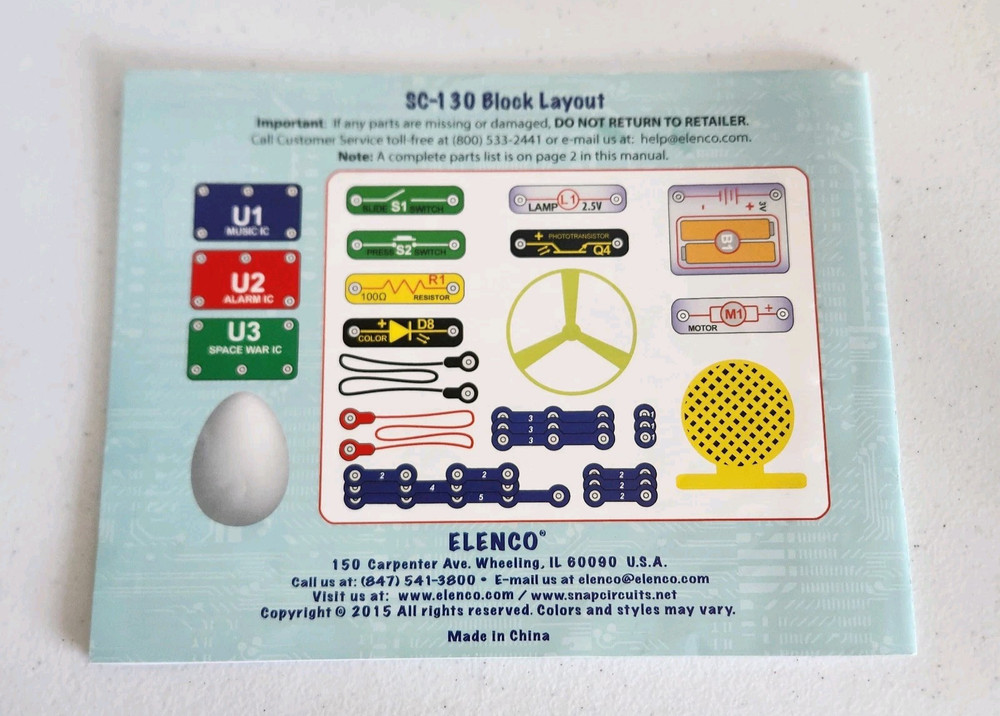 SC-130 Block Layout
Important: If any parts are missing or damaged, DO NOT RETURN TO RETAILER.
Call Customer Service toll-free at (800) 533-2441 or e-mail us at: help@elenco.com.
Note: A complete parts list is on page 2 in this manual.
U1
MUSIC IC
U2
ALARM IC
U3
SPACE WAR IC
SLIDE S1 SWITCH
PRESS S2 SWITCH
R1
100Ω RESISTOR
+ D8
COLOR
LAMP L1 2.5V
+ PHOTOTRANSISTOR
Q4
- + 3V
B1
M1 +
MOTOR
3
3
3
1
1
1
2 2
4
5
2
2
2
ELENCO®
150 Carpenter Ave. Wheeling, IL 60090 U.S.A.
Call us at: (847) 541-3800 • E-mail us at elenco@elenco.com
Visit us at: www.elenco.com / www.snapcircuits.net
Copyright © 2015 All rights reserved. Colors and styles may vary.
Made in China